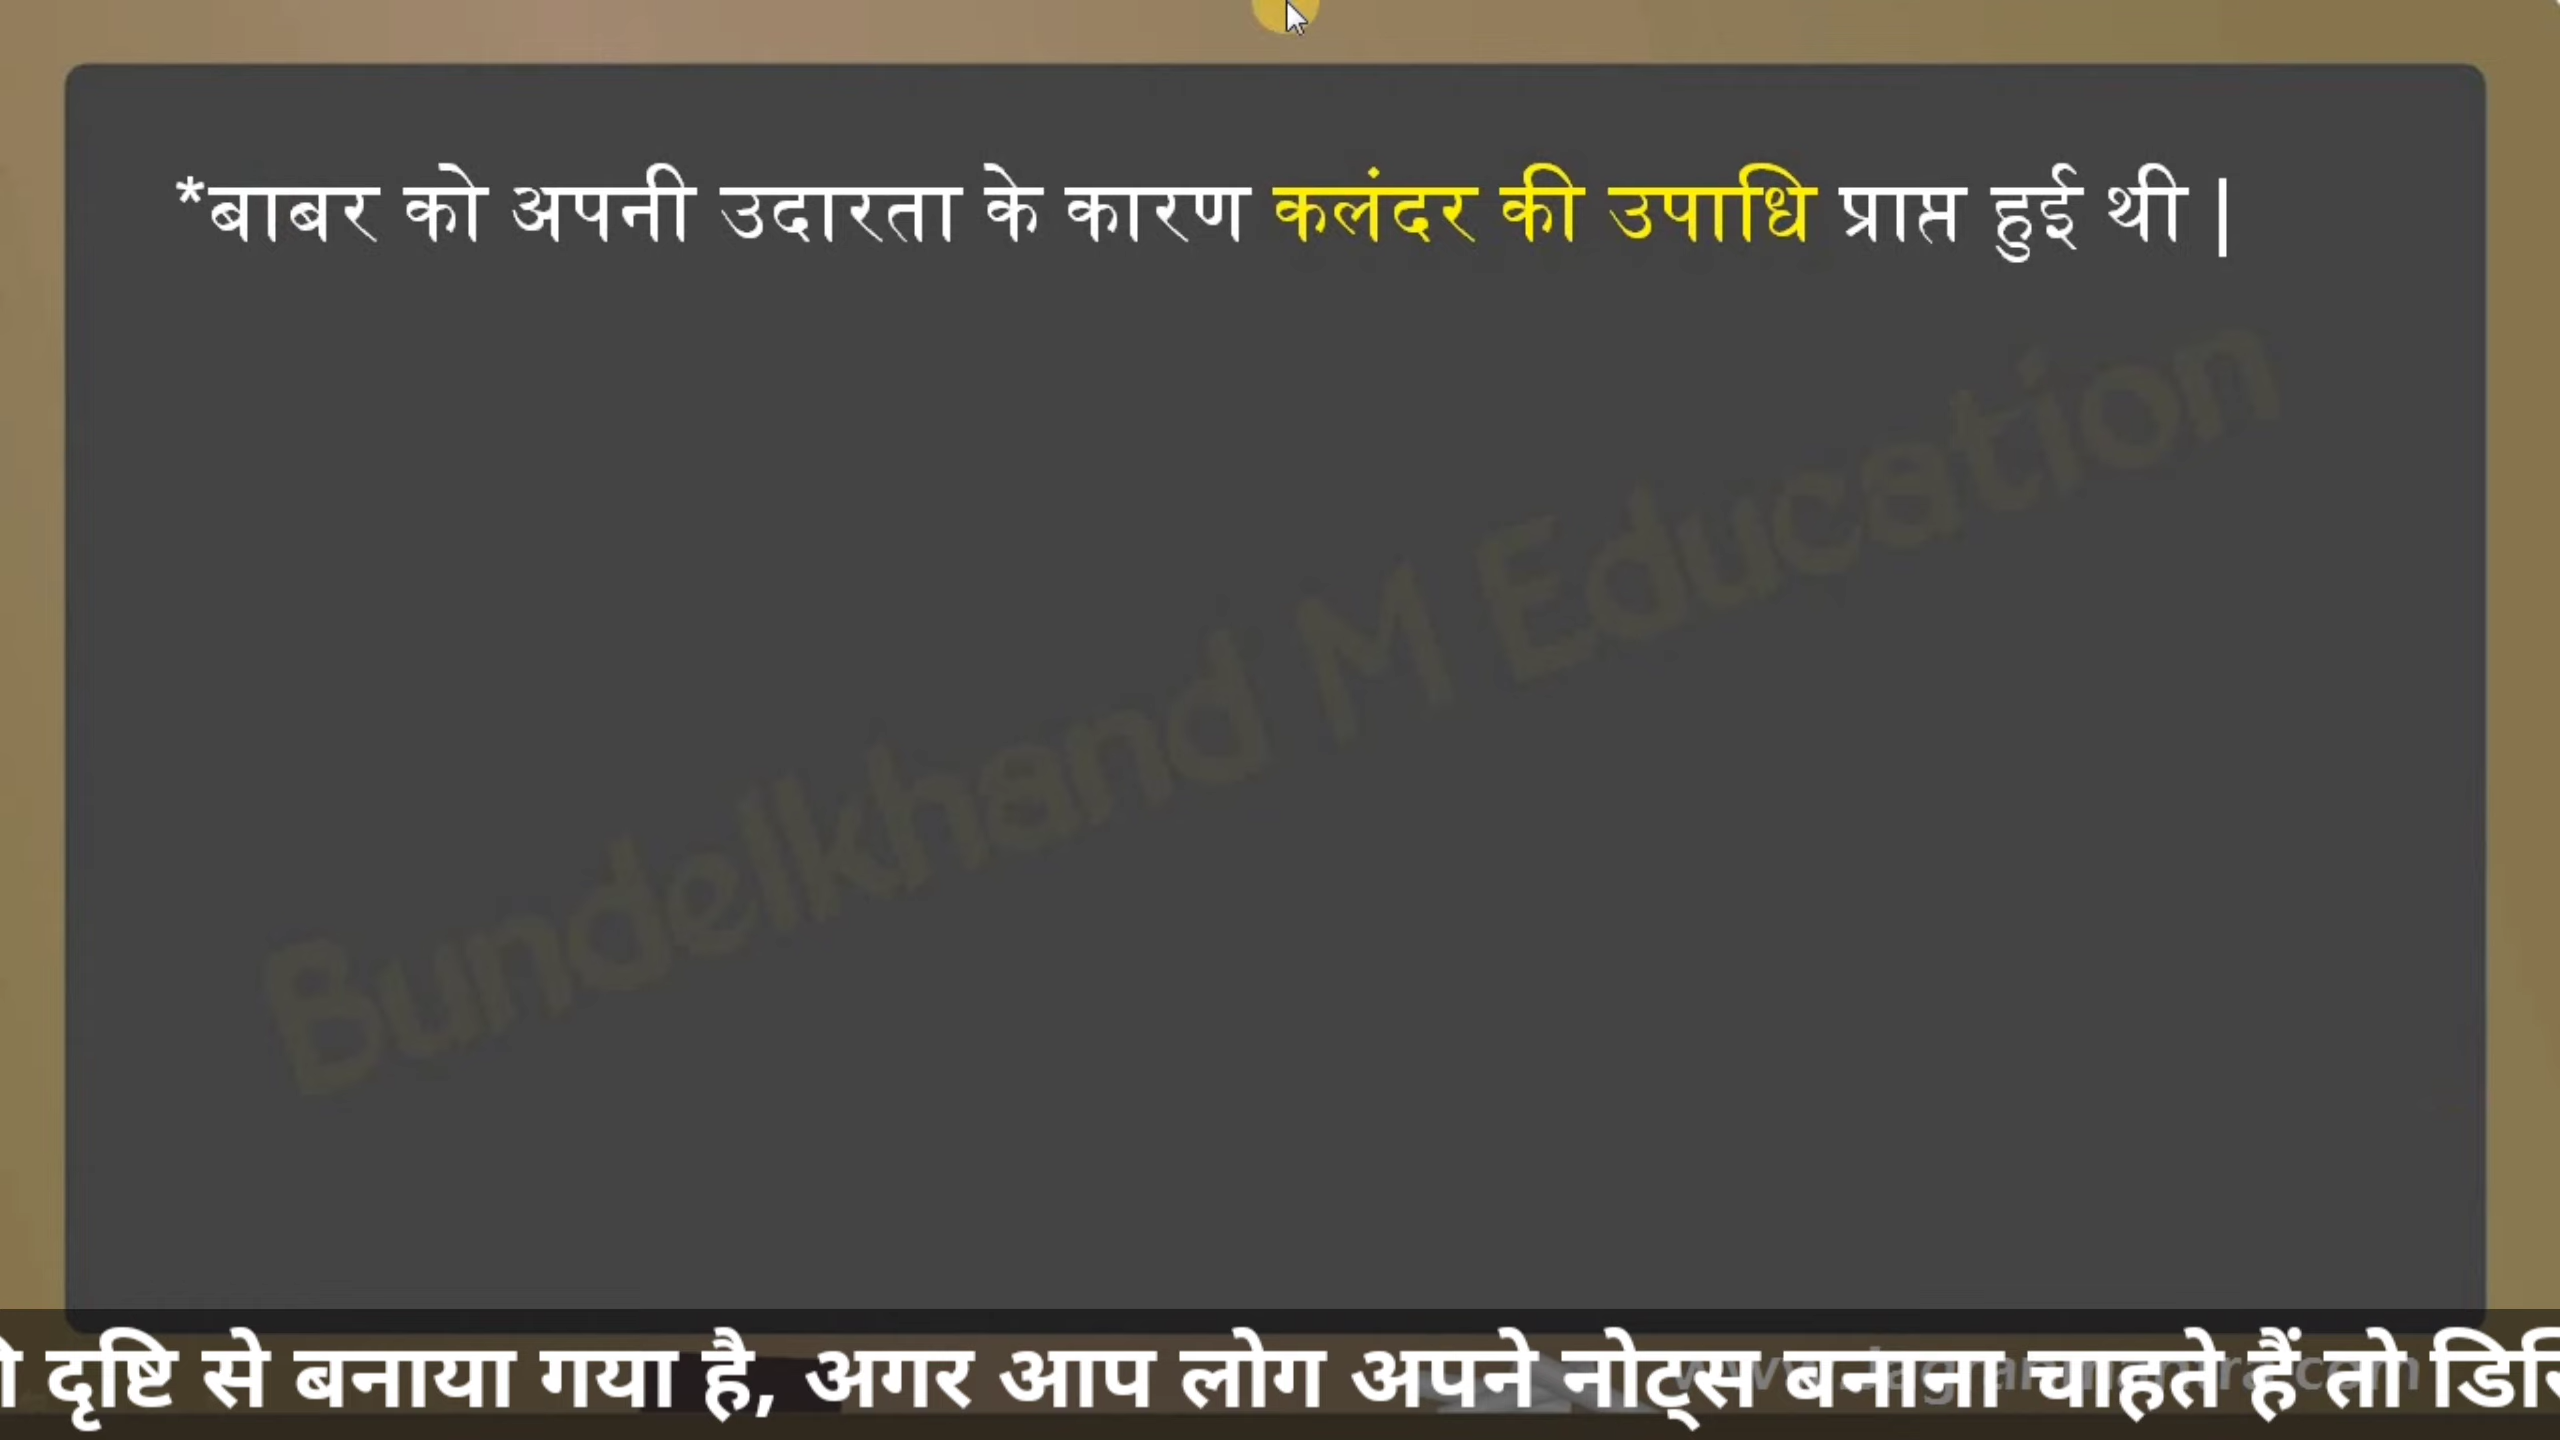 *बाबर को अपनी उदारता के कारण कलंदर की उपाधि प्राप्त हुई थी |
Bundelkhand M Education
दृष्टि से बनाया गया है, अगर आप लोग अपने नोट्स बनाना चाहते हैं तो